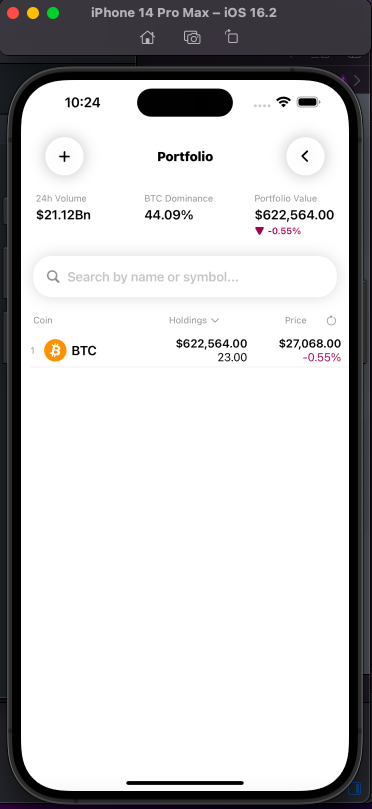 iPhone 14 Pro Max – iOS 16.2
10:24
Portfolio
24h Volume BTC Dominance Portfolio Value
$21.12Bn 44.09% $622,564.00
-0.55%
Search by name or symbol...
Coin Holdings Price
1 BTC $622,564.00 $27,068.00
23.00 -0.55%